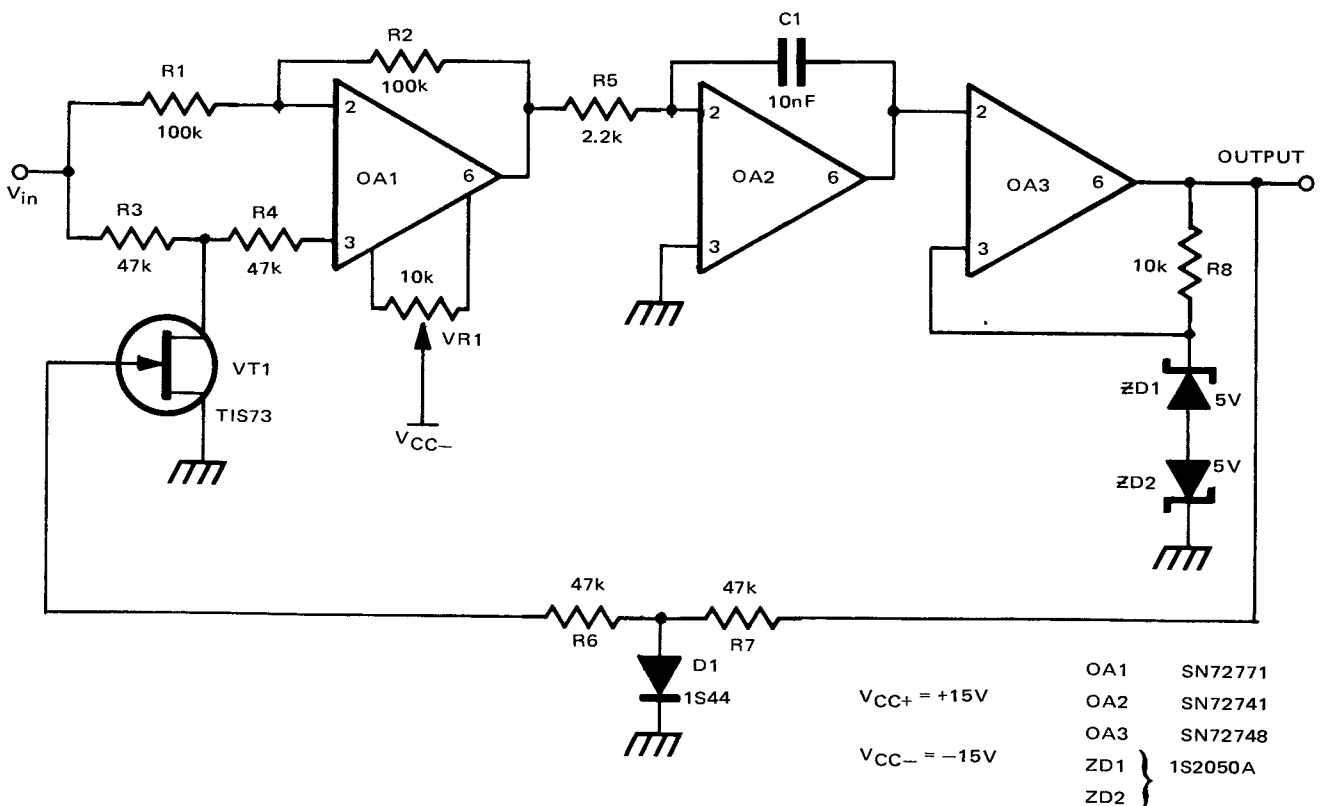 C1
R2
R1
R5
100k
10nF
2
2
2
100k
2.2k
OUTPUT
OA1
6
OA2
6
OA3
6
Vin
R3
R4
3
3
3
47k
47k
10k
10k
R8
VR1
VT1
ZD1
5V
TIS73
VCC–
5V
ZD2
47k
47k
R6
R7
D1
1S44
VCC+ = +15V
VCC– = –15V
OA1 SN72771
OA2 SN72741
OA3 SN72748
ZD1 } 1S2050A
ZD2